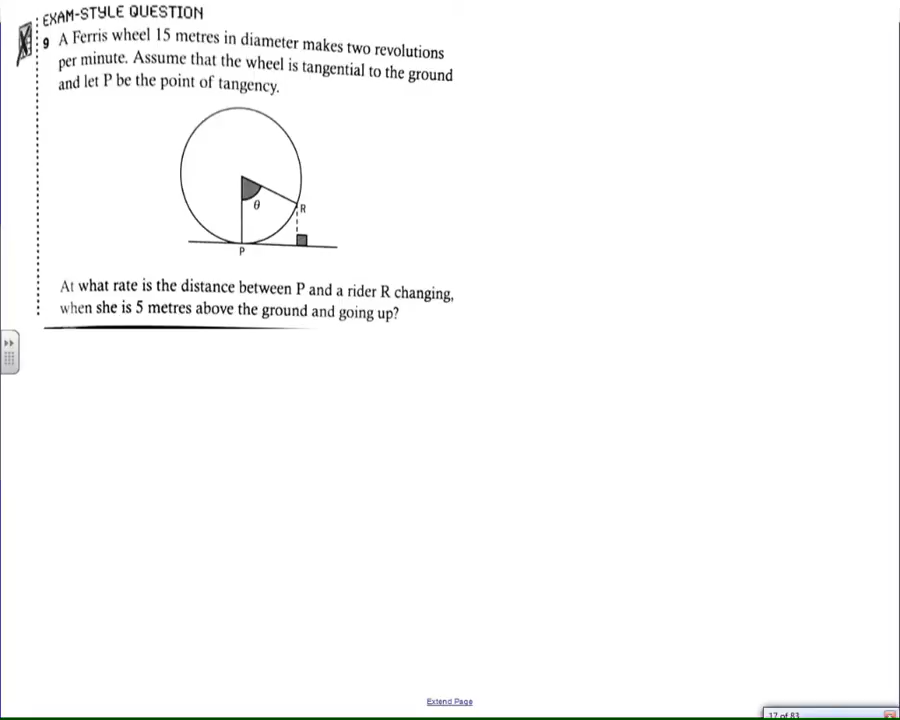 EXAM-STYLE QUESTION
9 A Ferris wheel 15 metres in diameter makes two revolutions
per minute. Assume that the wheel is tangential to the ground
and let P be the point of tangency.
θ
R
P
At what rate is the distance between P and a rider R changing,
when she is 5 metres above the ground and going up?
Extend Page
17 of 83